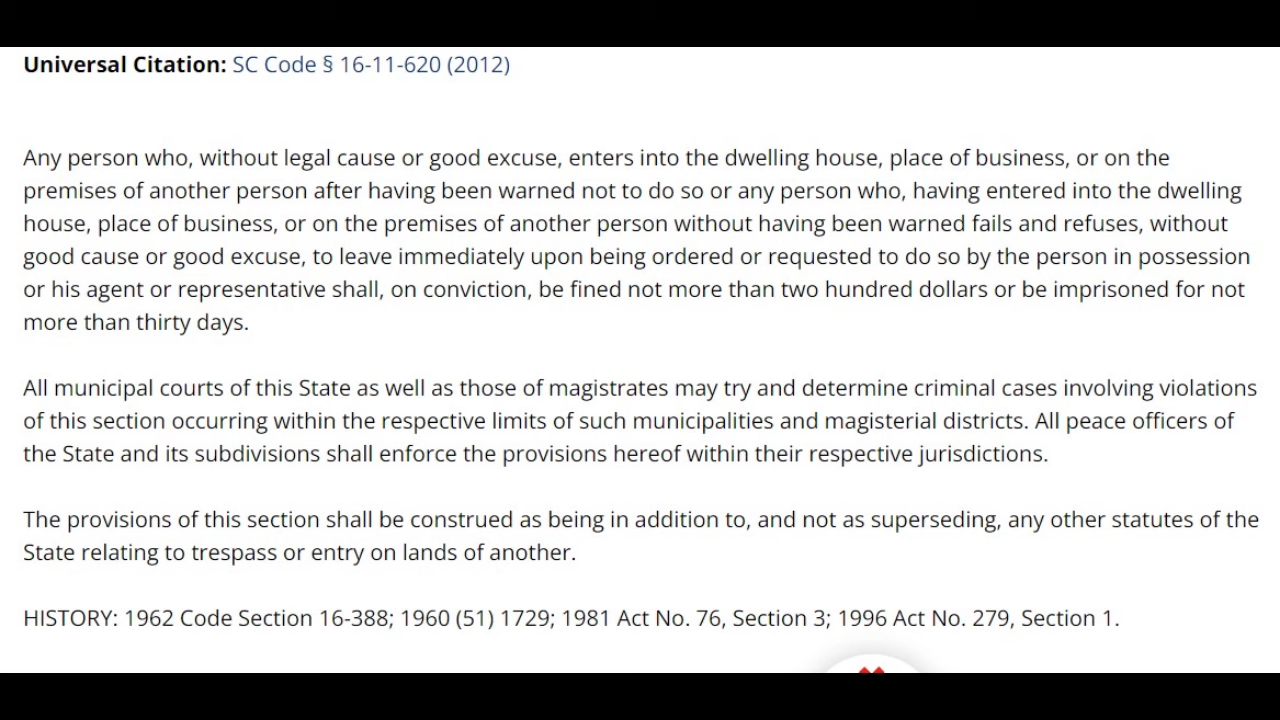 Universal Citation: SC Code § 16-11-620 (2012)
Any person who, without legal cause or good excuse, enters into the dwelling house, place of business, or on the
premises of another person after having been warned not to do so or any person who, having entered into the dwelling
house, place of business, or on the premises of another person without having been warned fails and refuses, without
good cause or good excuse, to leave immediately upon being ordered or requested to do so by the person in possession
or his agent or representative shall, on conviction, be fined not more than two hundred dollars or be imprisoned for not
more than thirty days.
All municipal courts of this State as well as those of magistrates may try and determine criminal cases involving violations
of this section occurring within the respective limits of such municipalities and magisterial districts. All peace officers of
the State and its subdivisions shall enforce the provisions hereof within their respective jurisdictions.
The provisions of this section shall be construed as being in addition to, and not as superseding, any other statutes of the
State relating to trespass or entry on lands of another.
HISTORY: 1962 Code Section 16-388; 1960 (51) 1729; 1981 Act No. 76, Section 3; 1996 Act No. 279, Section 1.